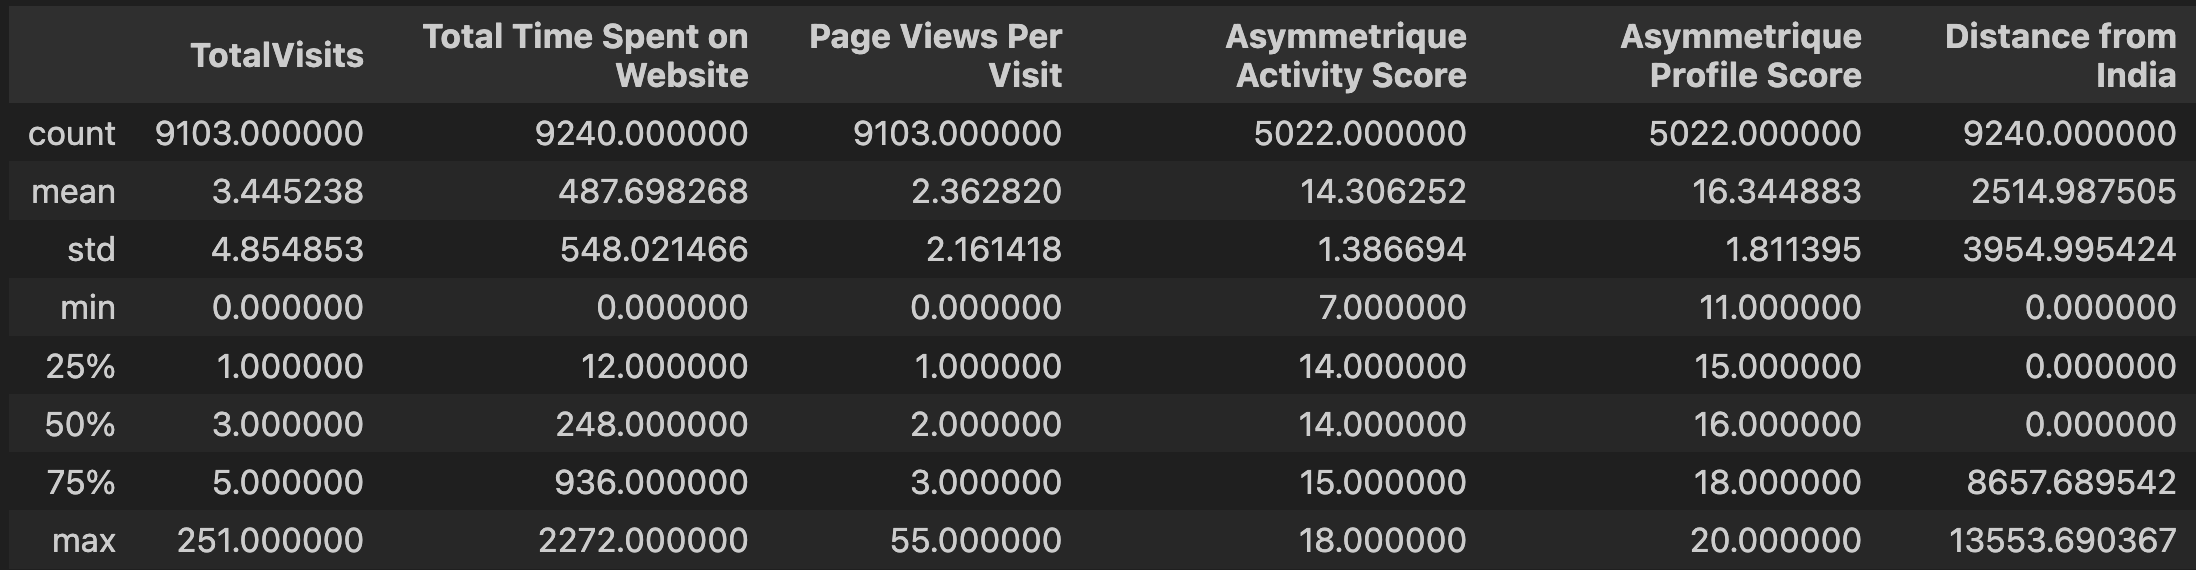 TotalVisits Total Time Spent on Website Page Views Per Visit Asymmetrique Activity Score Asymmetrique Profile Score Distance from India
count 9103.000000 9240.000000 9103.000000 5022.000000 5022.000000 9240.000000
mean 3.445238 487.698268 2.362820 14.306252 16.344883 2514.987505
std 4.854853 548.021466 2.161418 1.386694 1.811395 3954.995424
min 0.000000 0.000000 0.000000 7.000000 11.000000 0.000000
25% 1.000000 12.000000 1.000000 14.000000 15.000000 0.000000
50% 3.000000 248.000000 2.000000 14.000000 16.000000 0.000000
75% 5.000000 936.000000 3.000000 15.000000 18.000000 8657.689542
max 251.000000 2272.000000 55.000000 18.000000 20.000000 13553.690367